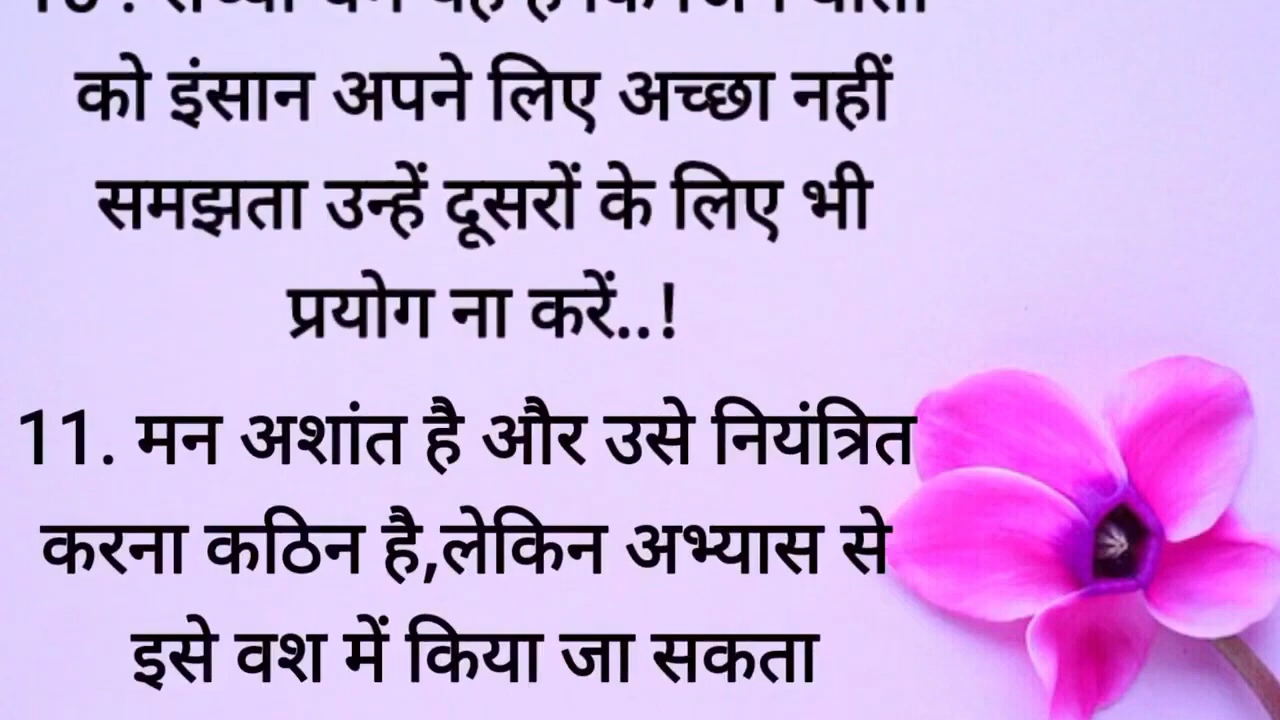 को इंसान अपने लिए अच्छा नहीं
समझता उन्हें दूसरों के लिए भी
प्रयोग ना करें..!
11. मन अशांत है और उसे नियंत्रित
करना कठिन है,लेकिन अभ्यास से
इसे वश में किया जा सकता